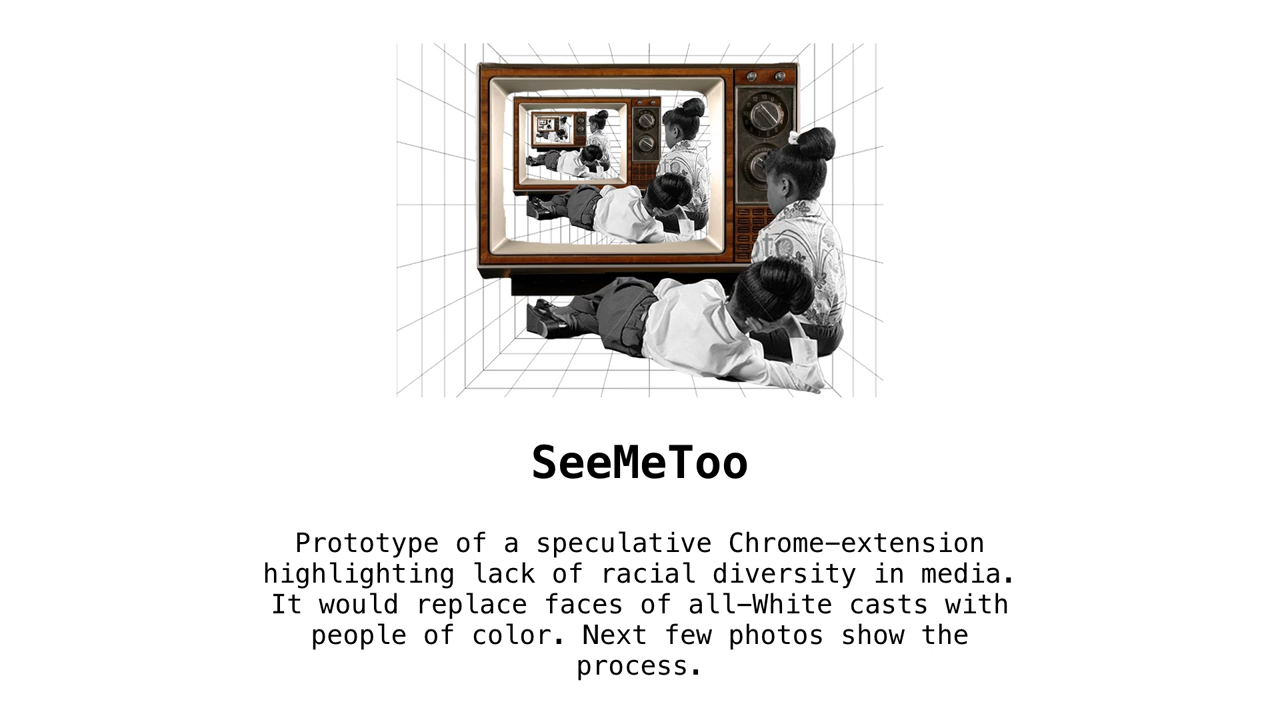 SeeMeToo
Prototype of a speculative Chrome-extension
highlighting lack of racial diversity in media.
It would replace faces of all-White casts with
people of color. Next few photos show the
process.